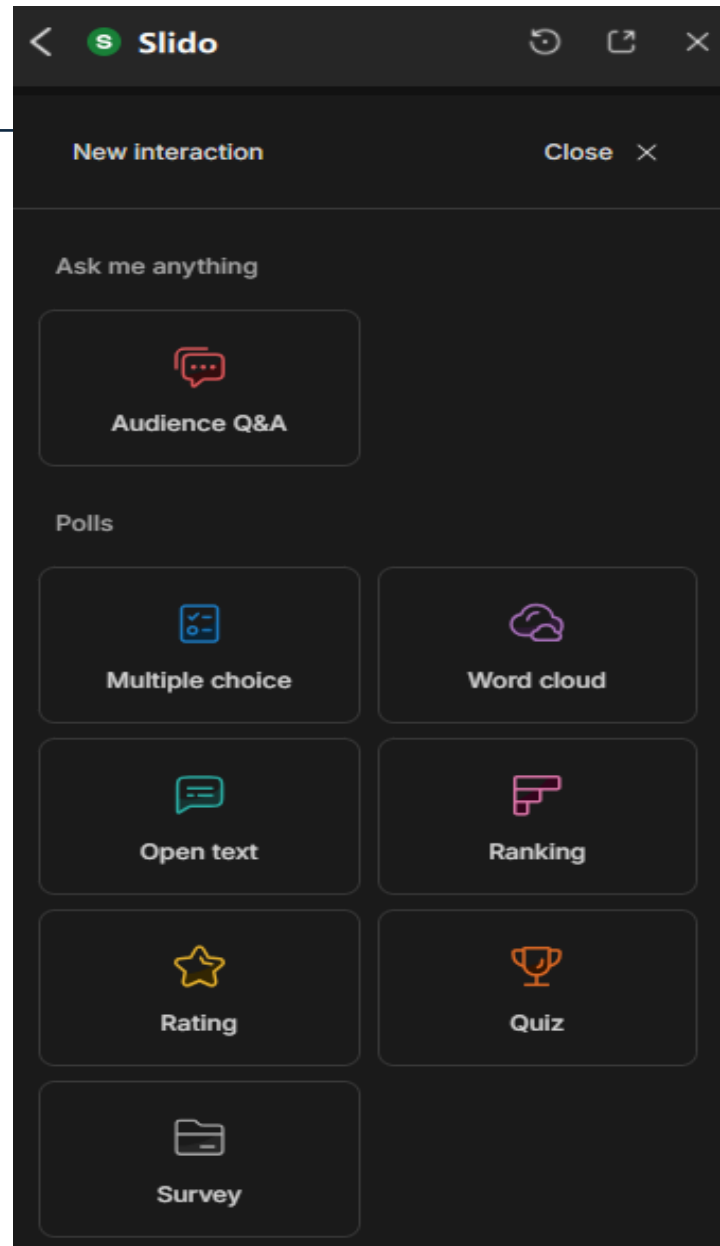 S Slido
New interaction Close
Ask me anything
Audience Q&A
Polls
Multiple choice Word cloud
Open text Ranking
Rating Quiz
Survey